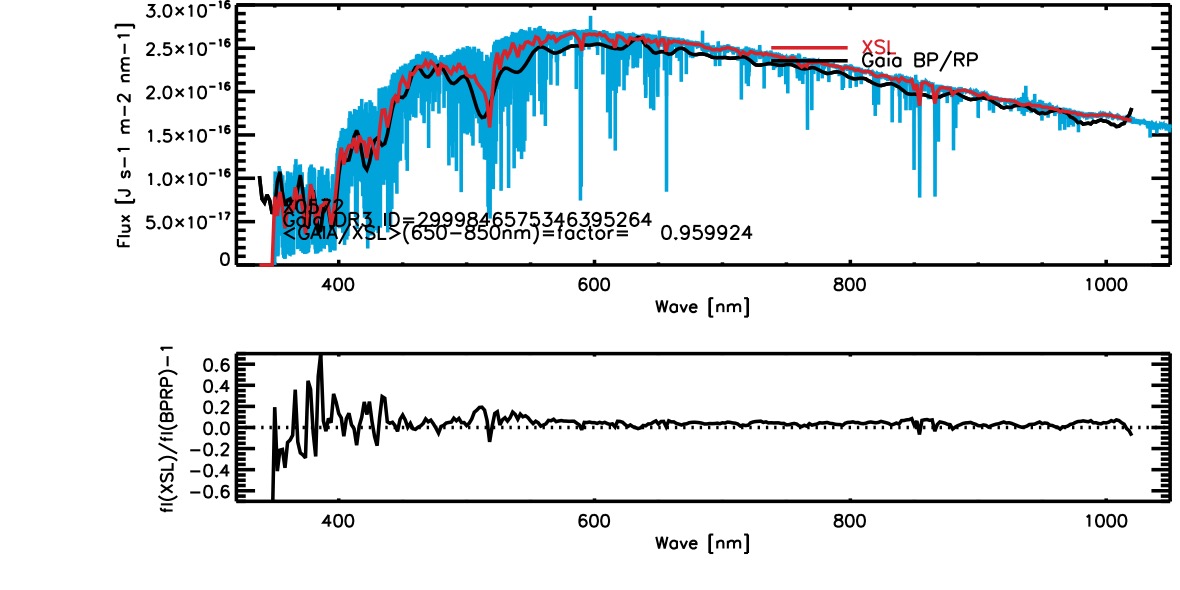 3.0×10⁻¹⁶
2.5×10⁻¹⁶
2.0×10⁻¹⁶
1.5×10⁻¹⁶
1.0×10⁻¹⁶
5.0×10⁻¹⁷
0
Flux [J s−1 m−2 nm−1]
XSL
Gaia BP/RP
X0572
Gaia DR3 ID=2999846575346395264
<GAIA/XSL>(650−850nm)=factor= 0.959924
400 600 800 1000
Wave [nm]
0.6
0.4
0.2
0.0
−0.2
−0.4
−0.6
fl(XSL)/fl(BPRP)−1
400 600 800 1000
Wave [nm]